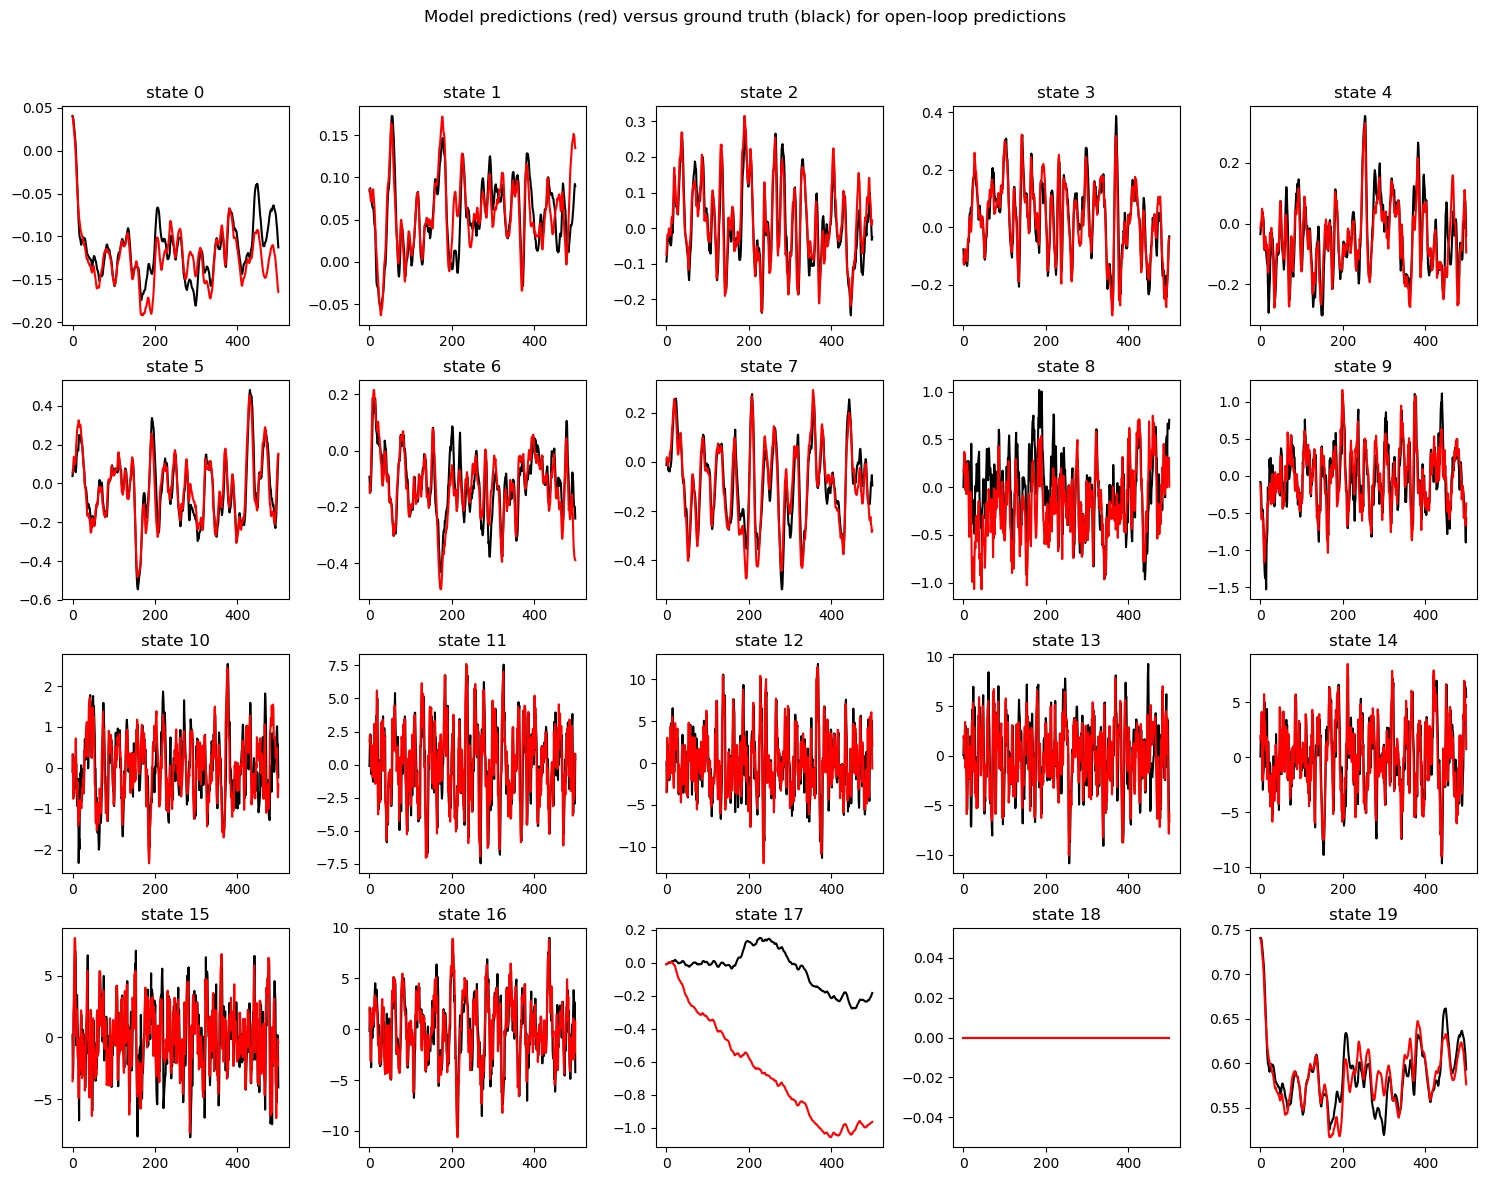 Model predictions (red) versus ground truth (black) for open-loop predictions
state 0 state 1 state 2 state 3 state 4
0.05 0.00 −0.05 −0.10 −0.15 −0.20
0.15 0.10 0.05 0.00 −0.05
0.3 0.2 0.1 0.0 −0.1 −0.2
0.4 0.2 0.0 −0.2
0.2 0.0 −0.2
0 200 400 0 200 400 0 200 400 0 200 400 0 200 400
state 5 state 6 state 7 state 8 state 9
0.4 0.2 0.0 −0.2 −0.4 −0.6
0.2 0.0 −0.2 −0.4
0.2 0.0 −0.2 −0.4
1.0 0.5 0.0 −0.5 −1.0
1.0 0.5 0.0 −0.5 −1.0 −1.5
0 200 400 0 200 400 0 200 400 0 200 400 0 200 400
state 10 state 11 state 12 state 13 state 14
2 1 0 −1 −2
7.5 5.0 2.5 0.0 −2.5 −5.0 −7.5
10 5 0 −5 −10
10 5 0 −5 −10
5 0 −5 −10
0 200 400 0 200 400 0 200 400 0 200 400 0 200 400
state 15 state 16 state 17 state 18 state 19
5 0 −5
10 5 0 −5 −10
0.2 0.0 −0.2 −0.4 −0.6 −0.8 −1.0
0.04 0.02 0.00 −0.02 −0.04
0.75 0.70 0.65 0.60 0.55
0 200 400 0 200 400 0 200 400 0 200 400 0 200 400